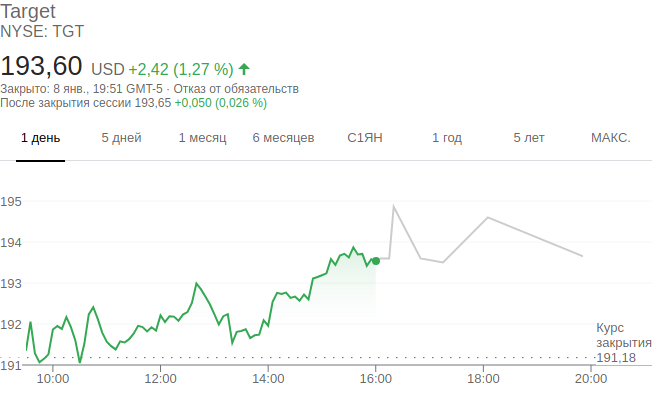 Target
NYSE: TGT
193,60 USD +2,42 (1,27 %)
Закрыто: 8 янв., 19:51 GMT-5 · Отказ от обязательств
После закрытия сессии 193,65 +0,050 (0,026 %)
1 день 5 дней 1 месяц 6 месяцев С1ЯН 1 год 5 лет МАКС.
195
194
193
192
Курс
закрытия
191,18
191
10:00 12:00 14:00 16:00 18:00 20:00